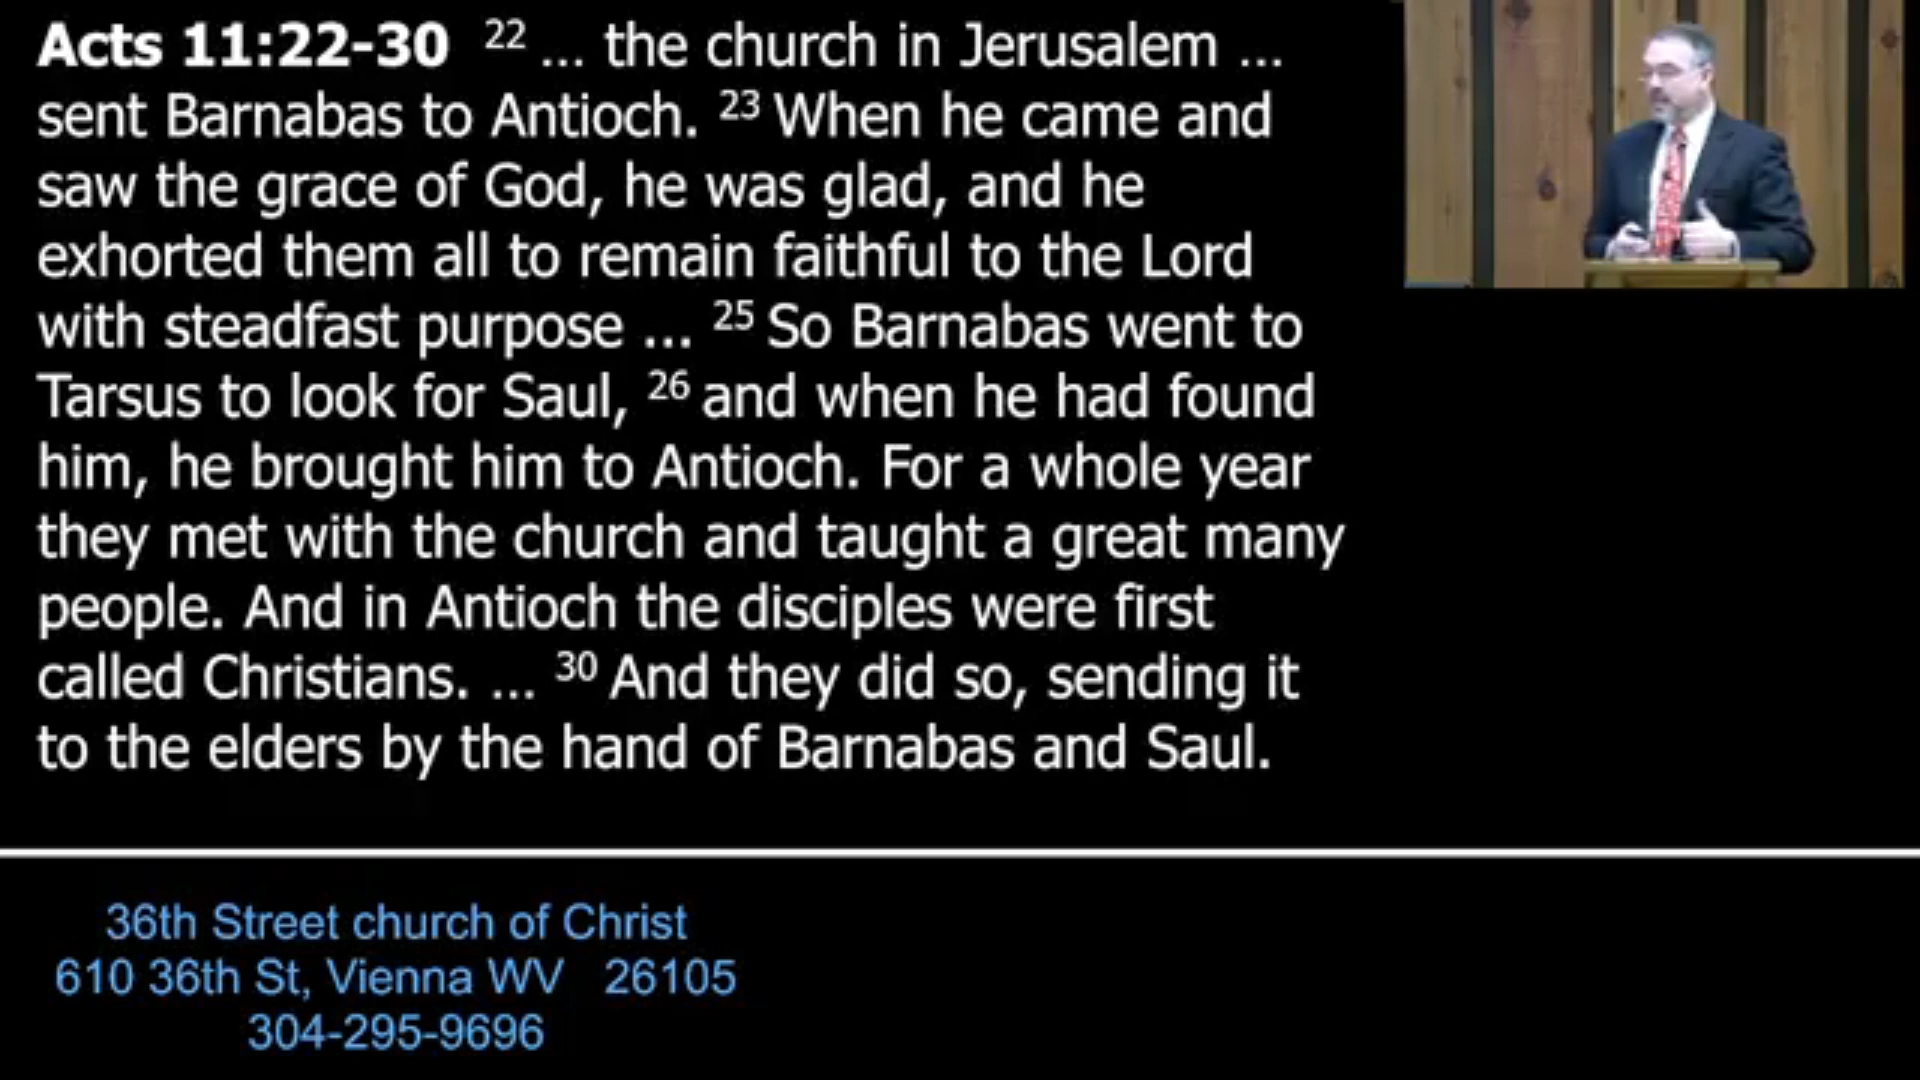 Acts 11:22-30 22 ... the church in Jerusalem ...
sent Barnabas to Antioch. 23 When he came and
saw the grace of God, he was glad, and he
exhorted them all to remain faithful to the Lord
with steadfast purpose ... 25 So Barnabas went to
Tarsus to look for Saul, 26 and when he had found
him, he brought him to Antioch. For a whole year
they met with the church and taught a great many
people. And in Antioch the disciples were first
called Christians. ... 30 And they did so, sending it
to the elders by the hand of Barnabas and Saul.
36th Street church of Christ
610 36th St, Vienna WV 26105
304-295-9696